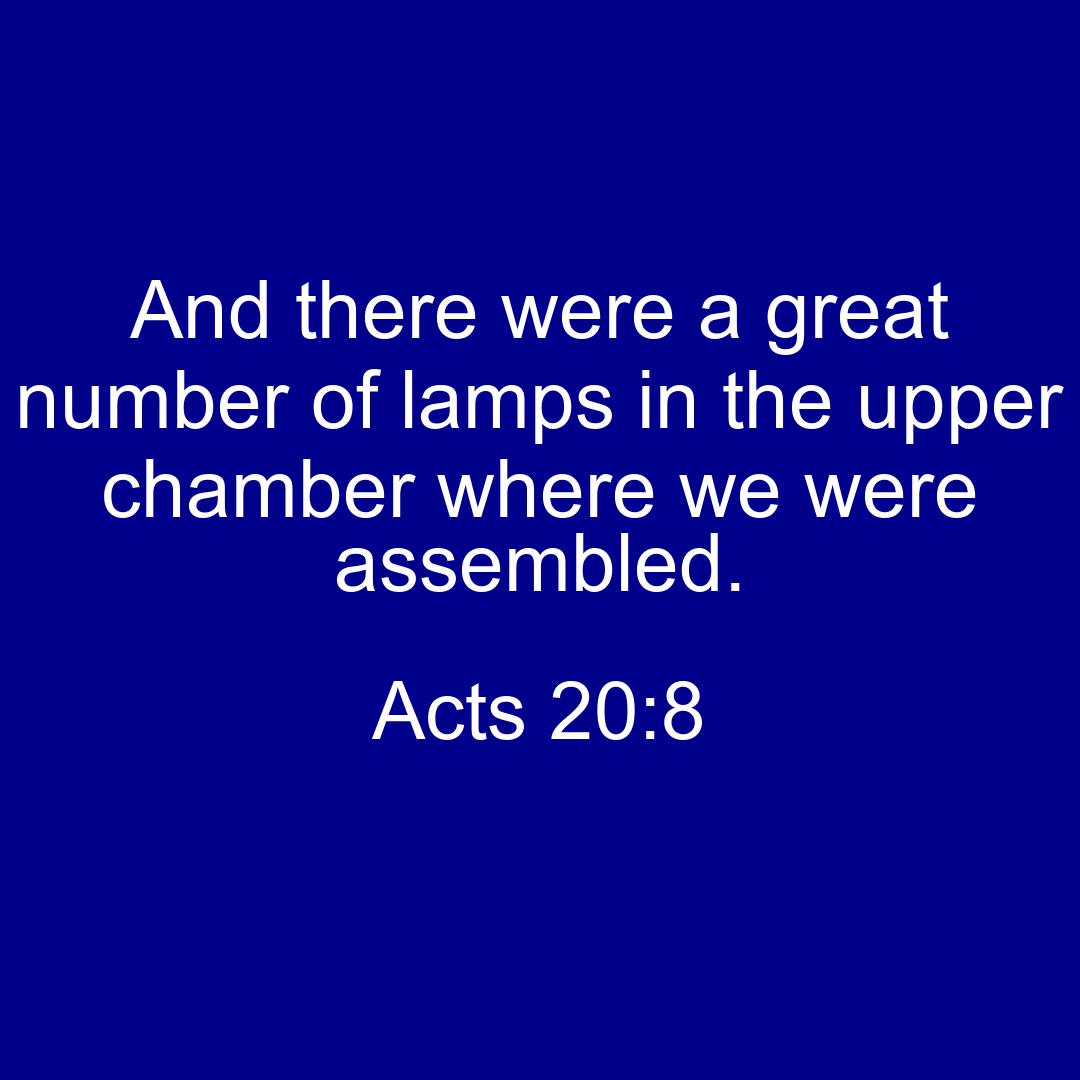 And there were a great
number of lamps in the upper
chamber where we were
assembled.
Acts 20:8